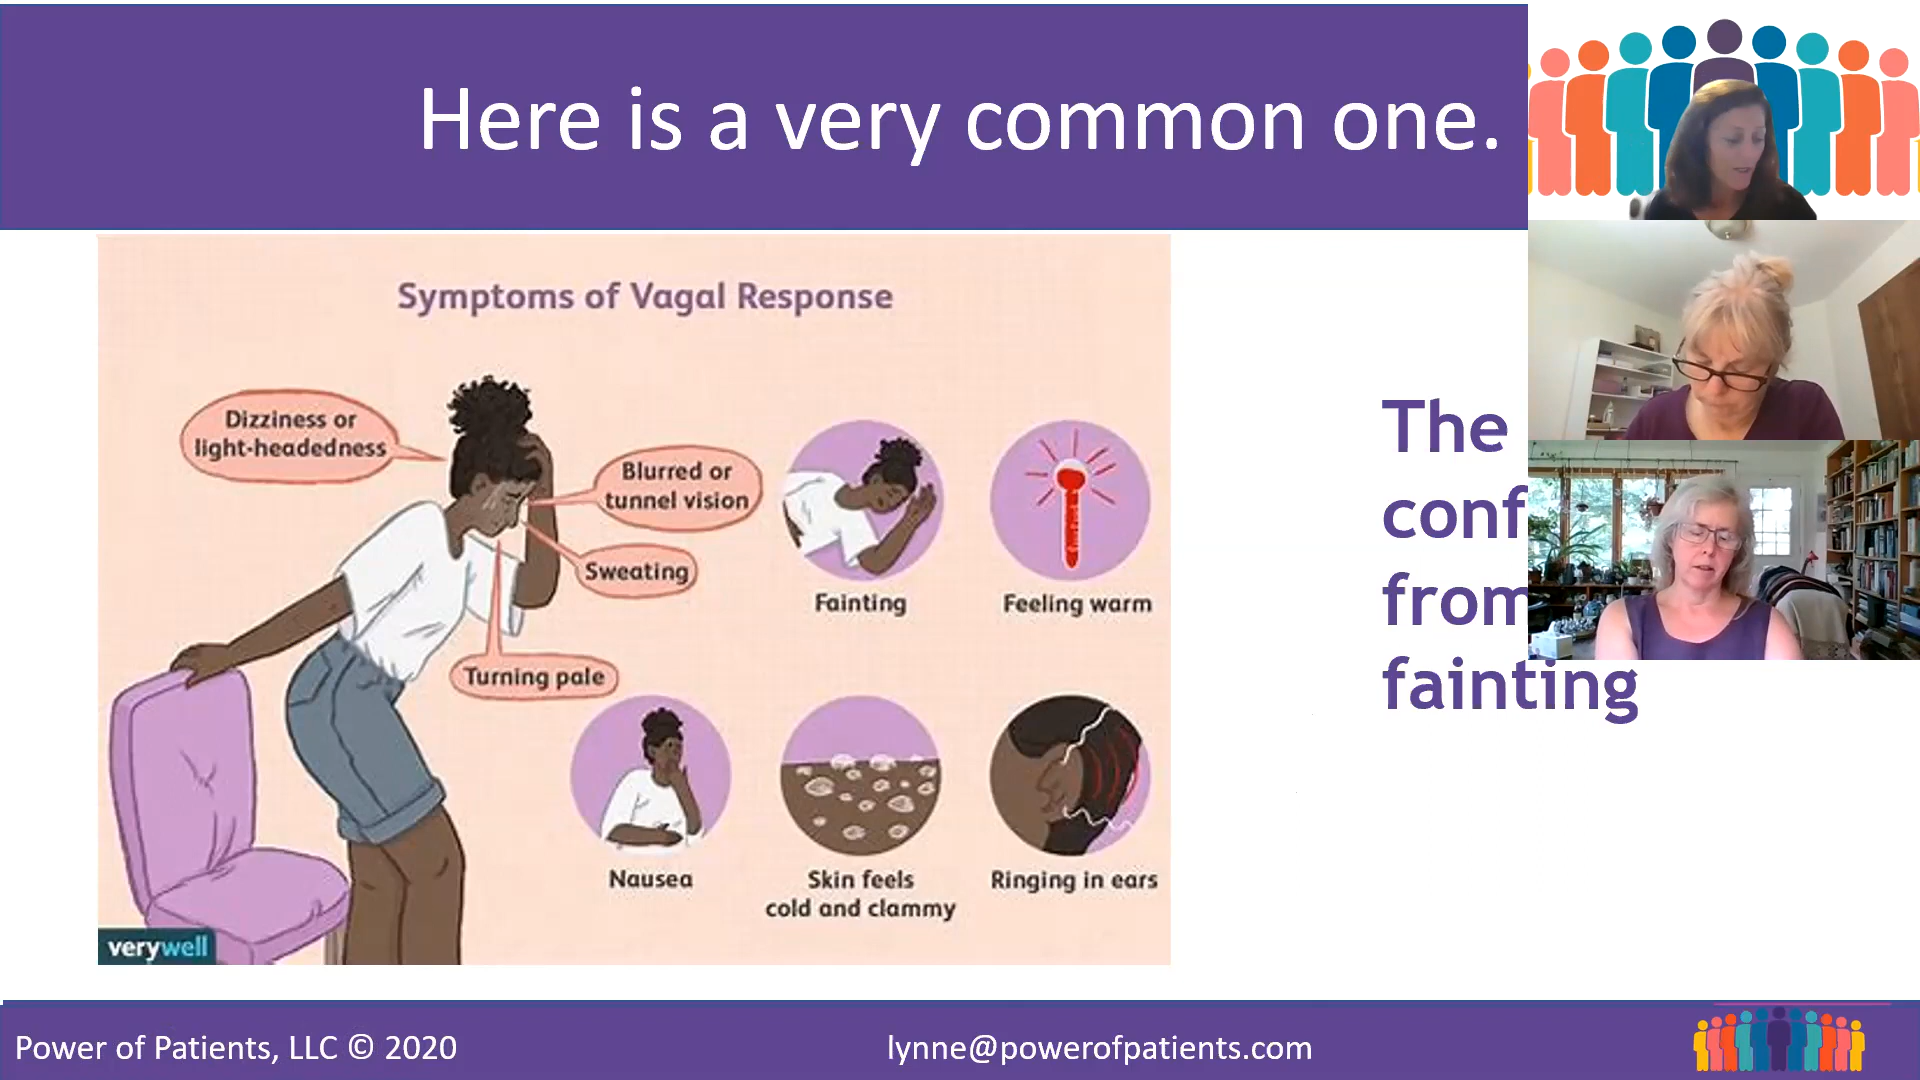 Here is a very common one.
Symptoms of Vagal Response
Dizziness or
light-headedness
Blurred or
tunnel vision
Sweating
Turning pale
Fainting
Feeling warm
Nausea
Skin feels
cold and clammy
Ringing in ears
verywell
The
fainting
Power of Patients, LLC © 2020
lynne@powerofpatients.com